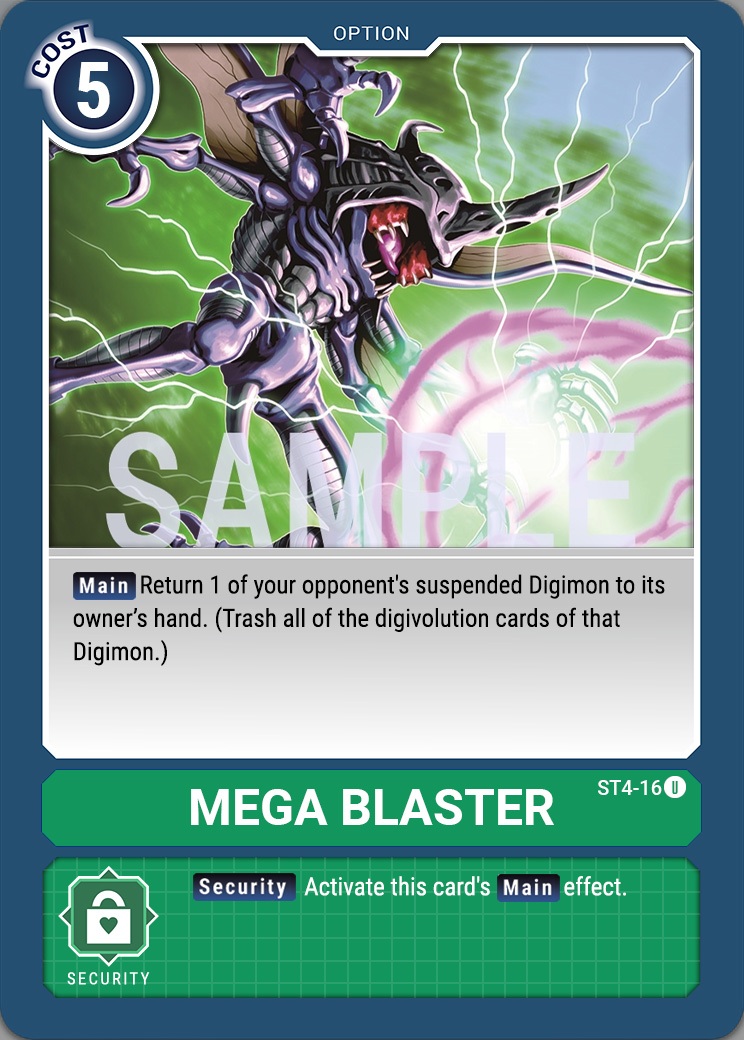 OPTION
COST
5
SAMPLE
Main Return 1 of your opponent's suspended Digimon to its
owner’s hand. (Trash all of the digivolution cards of that
Digimon.)
ST4-16 U
MEGA BLASTER
Security Activate this card's Main effect.
SECURITY